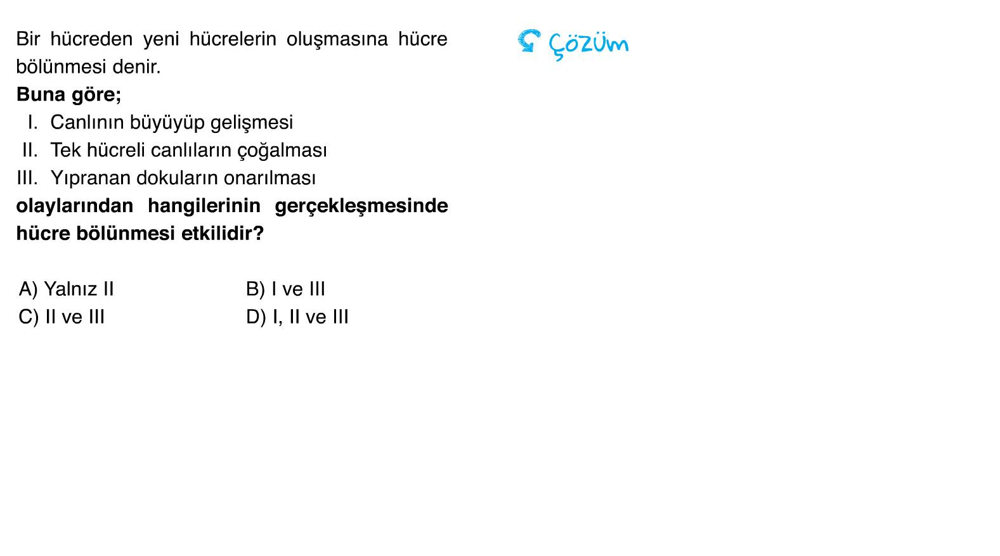 Bir hücreden yeni hücrelerin oluşmasına hücre
bölünmesi denir.
Buna göre;
I. Canlının büyüyüp gelişmesi
II. Tek hücreli canlıların çoğalması
III. Yıpranan dokuların onarılması
olaylarından hangilerinin gerçekleşmesinde
hücre bölünmesi etkilidir?
A) Yalnız II B) I ve III
C) II ve III D) I, II ve III
Çözüm